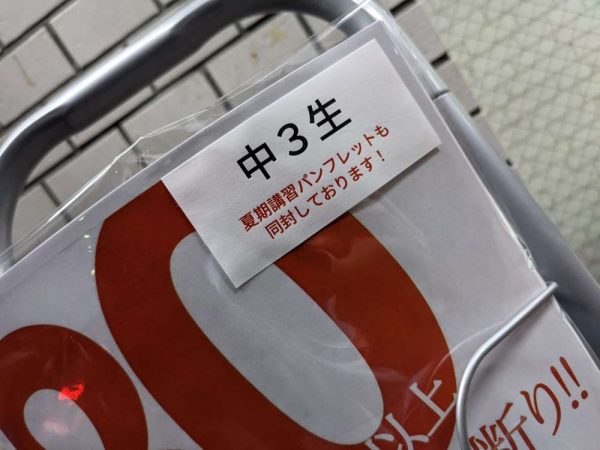 中3生
夏期講習パンフレットも
同封しております！
0
以上
断り!!